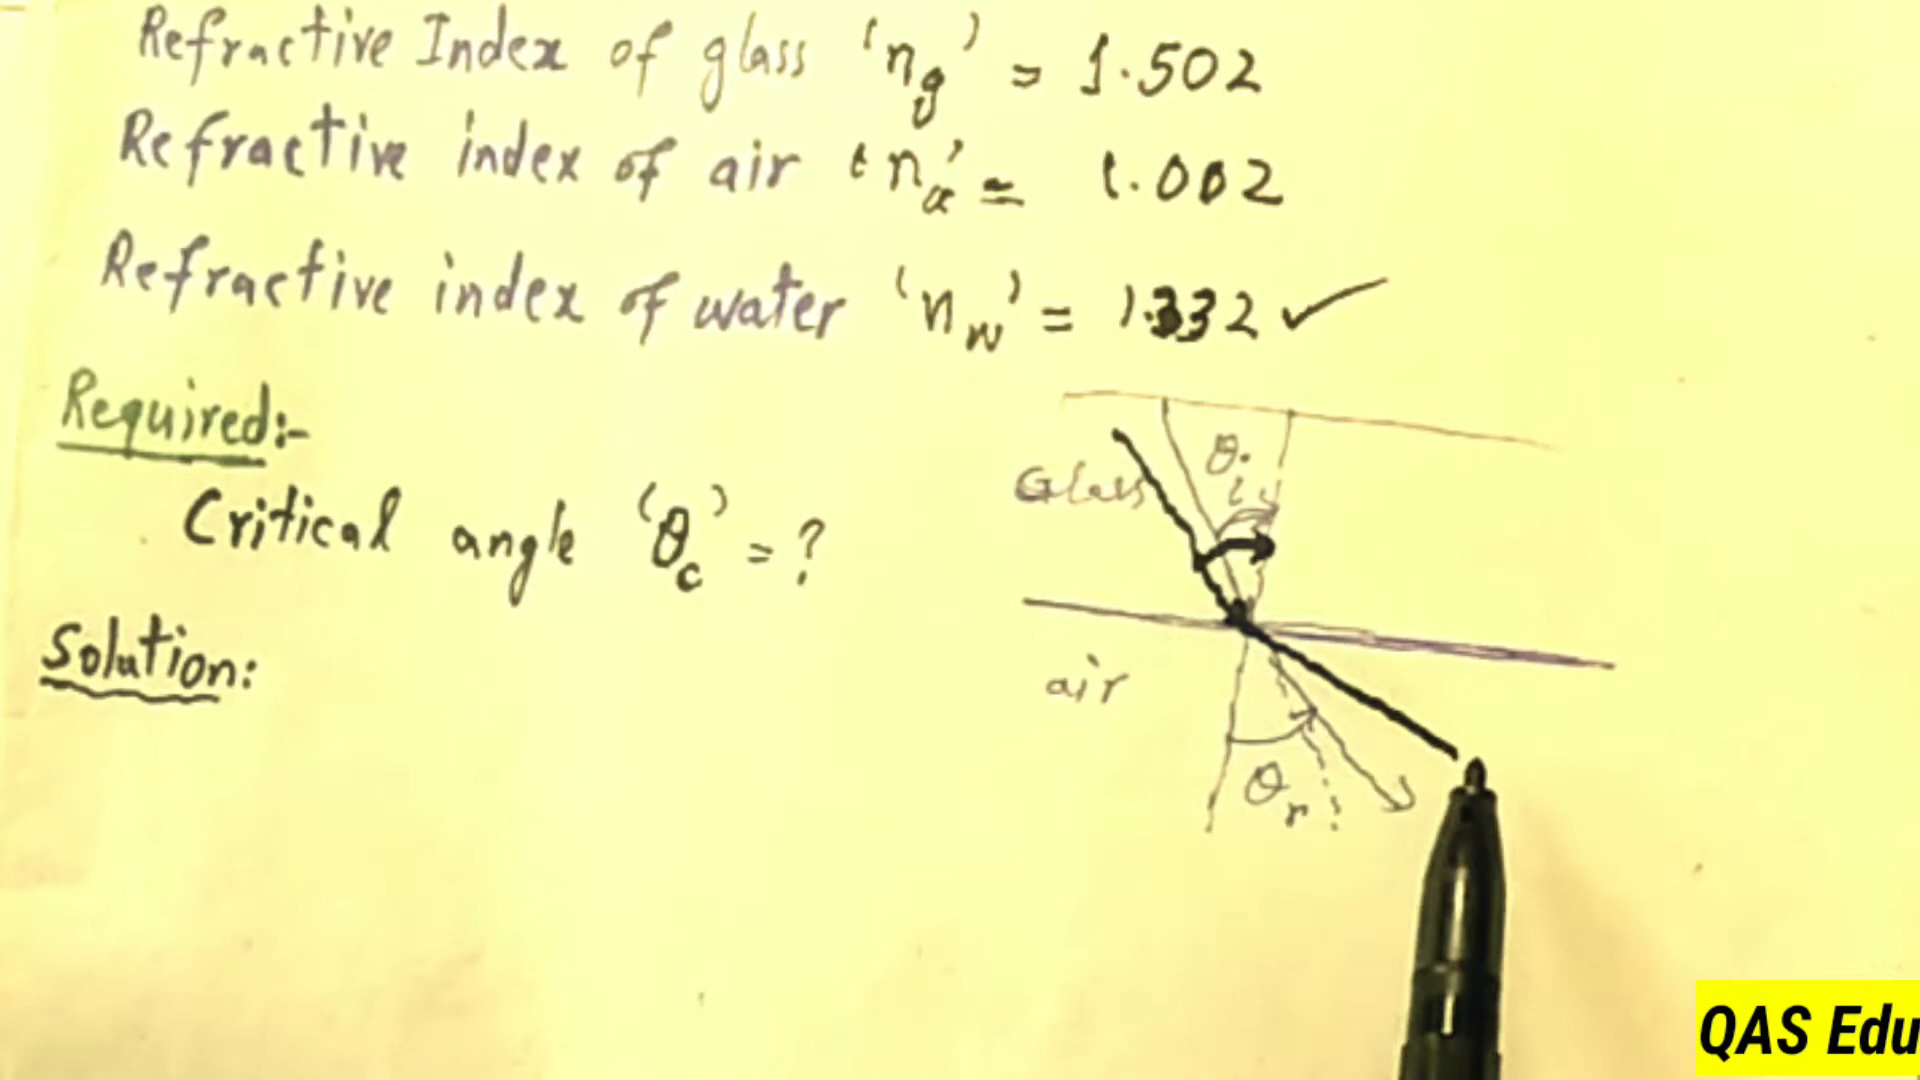 Refractive Index of glass 'ng' = 1.502
Refractive index of air 'na' = 1.002
Refractive index of water 'nw' = 1.332 ✓
Required:-
Critical angle 'θc' = ?
Solution:
Glass
θi
air
θr
QAS Edu